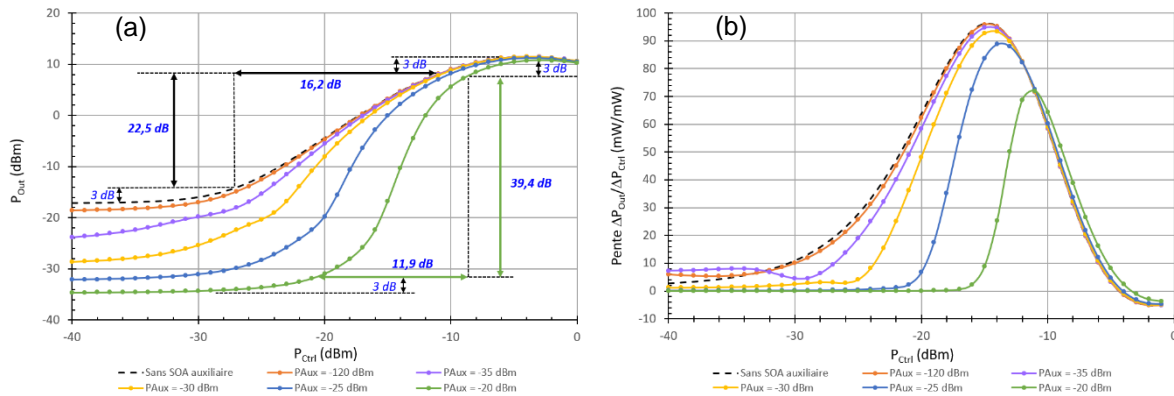 (a)
20
10
0
-10
-20
-30
-40
P_Out (dBm)
3 dB
3 dB
16,2 dB
22,5 dB
39,4 dB
3 dB
11,9 dB
3 dB
-40 -30 -20 -10 0
P_Ctrl (dBm)
Sans SOA auxiliaire PAux = -120 dBm PAux = -35 dBm
PAux = -30 dBm PAux = -25 dBm PAux = -20 dBm
(b)
100
90
80
70
60
50
40
30
20
10
0
-10
Pente ΔP_Out/ΔP_Ctrl (mW/mW)
-40 -30 -20 -10 0
P_Ctrl (dBm)
Sans SOA auxiliaire PAux = -120 dBm PAux = -35 dBm
PAux = -30 dBm PAux = -25 dBm PAux = -20 dBm